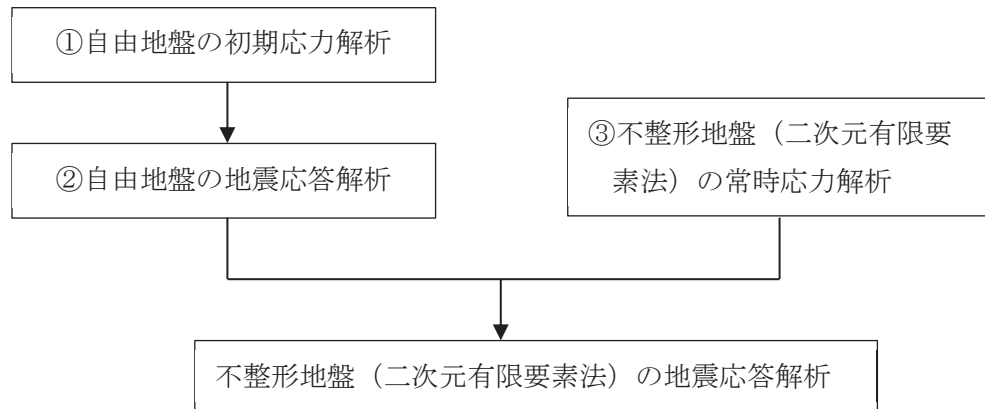 ①自由地盤の初期応力解析
②自由地盤の地震応答解析
③不整形地盤（二次元有限要
素法）の常時応力解析
不整形地盤（二次元有限要素法）の地震応答解析